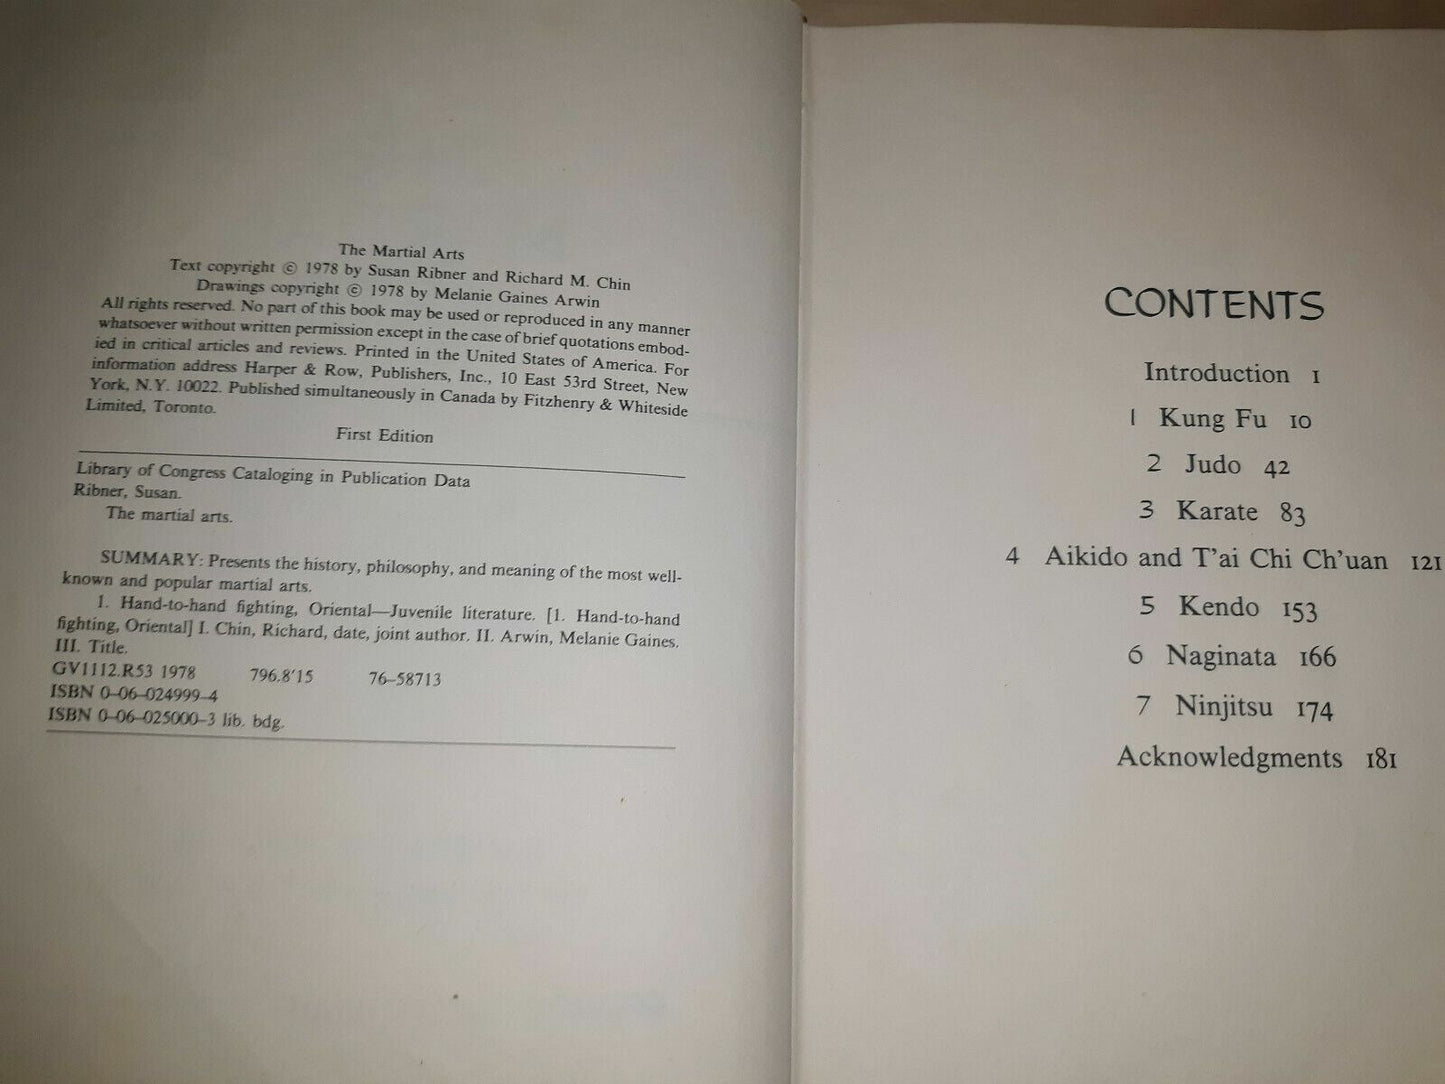 The Martial Arts
Text copyright © 1978 by Susan Ribner and Richard M. Chin
Drawings copyright © 1978 by Melanie Gaines Arwin
All rights reserved. No part of this book may be used or reproduced in any manner
whatsoever without written permission except in the case of brief quotations embod-
ied in critical articles and reviews. Printed in the United States of America. For
information address Harper & Row, Publishers, Inc., 10 East 53rd Street, New
York, N.Y. 10022. Published simultaneously in Canada by Fitzhenry & Whiteside
Limited, Toronto.
First Edition
Library of Congress Cataloging in Publication Data
Ribner, Susan.
The martial arts.
SUMMARY: Presents the history, philosophy, and meaning of the most well-
known and popular martial arts.
1. Hand-to-hand fighting, Oriental—Juvenile literature. [1. Hand-to-hand
fighting, Oriental] I. Chin, Richard, date, joint author. II. Arwin, Melanie Gaines.
III. Title.
GV1112.R53 1978 796.8'15 76–58713
ISBN 0–06–024999–4
ISBN 0–06–025000–3 lib. bdg.
CONTENTS
Introduction 1
1 Kung Fu 10
2 Judo 42
3 Karate 83
4 Aikido and T'ai Chi Ch'uan 121
5 Kendo 153
6 Naginata 166
7 Ninjitsu 174
Acknowledgments 181